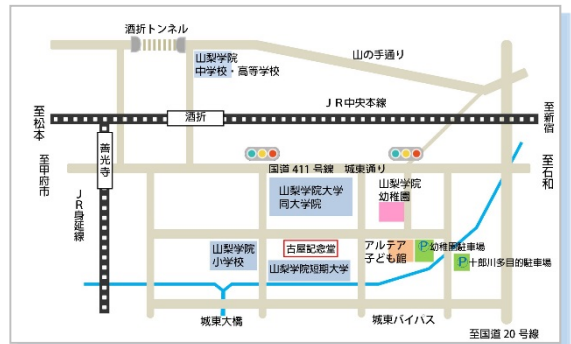 酒折トンネル
山梨学院
中学校・高等学校
山の手通り
JR中央本線
至松本
酒折
至新宿
善光寺
至甲府市
国道411号線 城東通り
至石和
JR身延線
山梨学院大学
同大学院
山梨学院
幼稚園
山梨学院
小学校
古屋記念堂
山梨学院短期大学
アルテア
子ども館
P 幼稚園駐車場
P 十郎川多目的駐車場
城東大橋
城東バイパス
至国道20号線